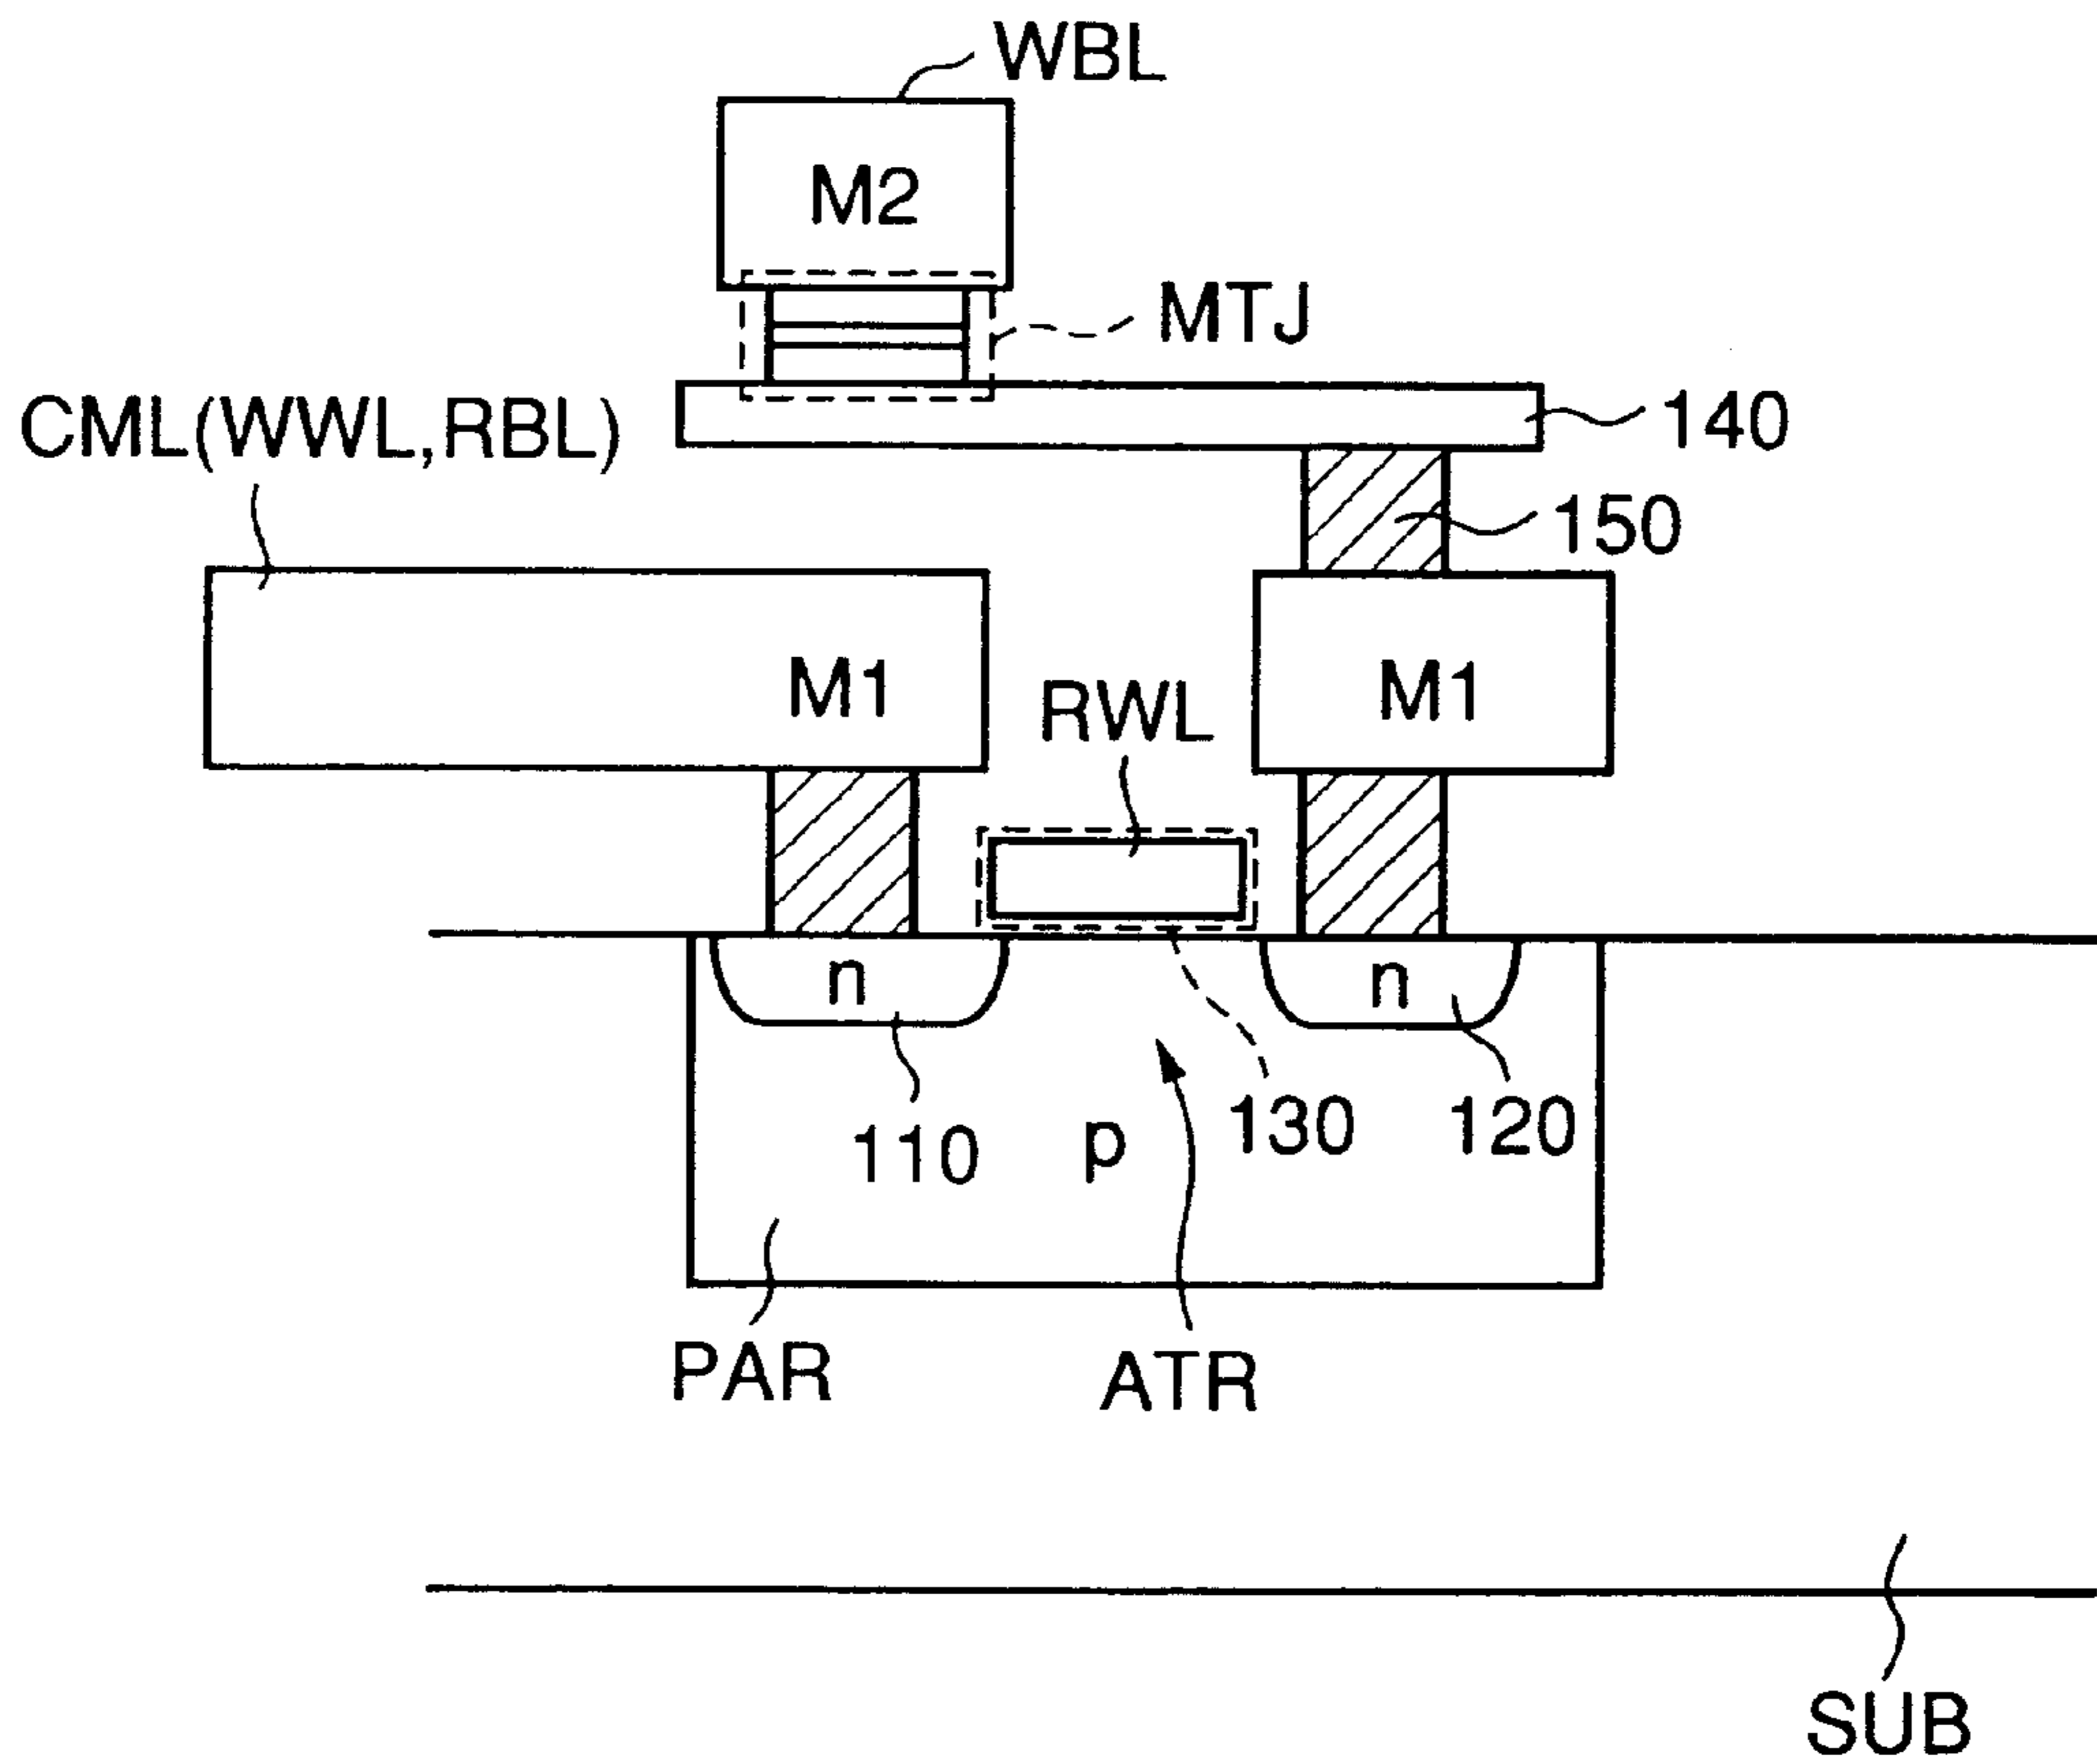 WBL
M2
MTJ
CML(WWL,RBL)
140
150
M1
RWL
M1
n
n
110
p
130
120
PAR
ATR
SUB